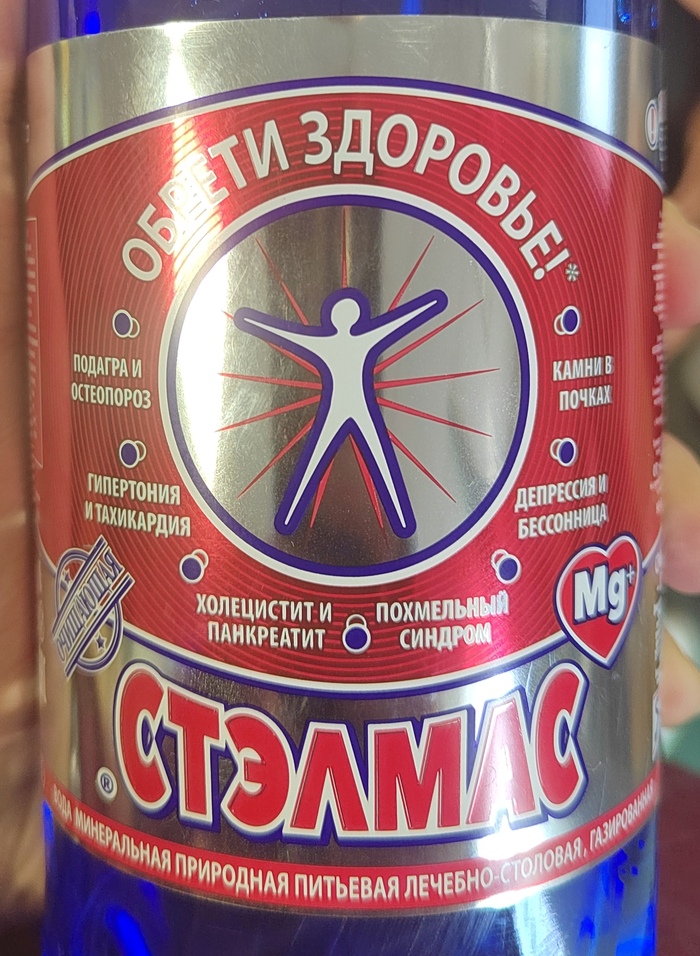 ОБРЕТИ ЗДОРОВЬЕ!*
ПОДАГРА И
ОСТЕОПОРОЗ
ГИПЕРТОНИЯ
И ТАХИКАРДИЯ
ХОЛЕЦИСТИТ И
ПАНКРЕАТИТ
ПОХМЕЛЬНЫЙ
СИНДРОМ
ДЕПРЕССИЯ И
БЕССОННИЦА
КАМНИ В
ПОЧКАХ
Mg+
СТЭЛМАС
®
ВОДА МИНЕРАЛЬНАЯ ПРИРОДНАЯ ПИТЬЕВАЯ ЛЕЧЕБНО-СТОЛОВАЯ, ГАЗИРОВАННАЯ